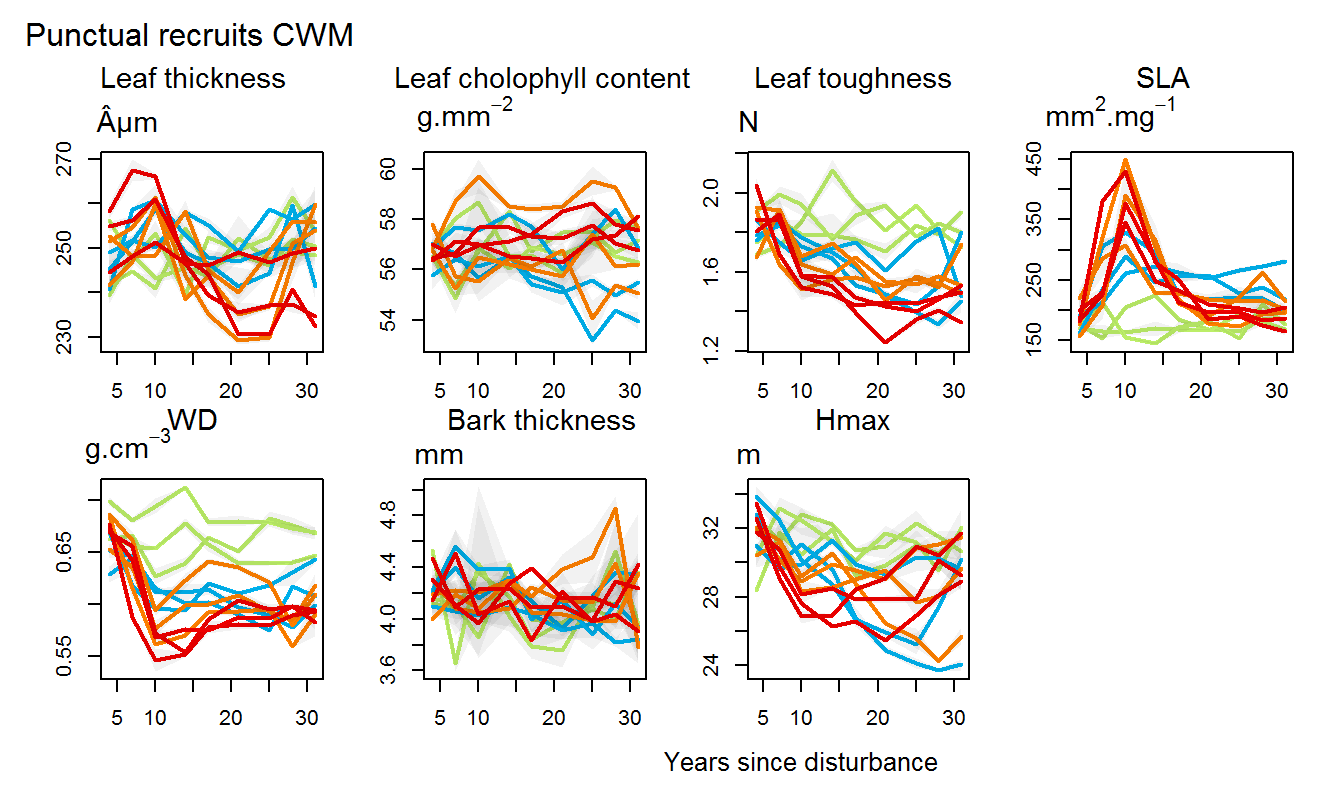 Punctual recruits CWM
Leaf thickness
µm
Leaf cholophyll content
g.mm−2
Leaf toughness
N
SLA
mm2.mg−1
270
250
230
60
58
56
54
2.0
1.6
1.2
450
350
250
150
5 10 20 30
5 10 20 30
5 10 20 30
5 10 20 30
WD
g.cm−3
Bark thickness
mm
Hmax
m
0.65
0.55
4.8
4.4
4.0
3.6
32
28
24
5 10 20 30
5 10 20 30
5 10 20 30
Years since disturbance